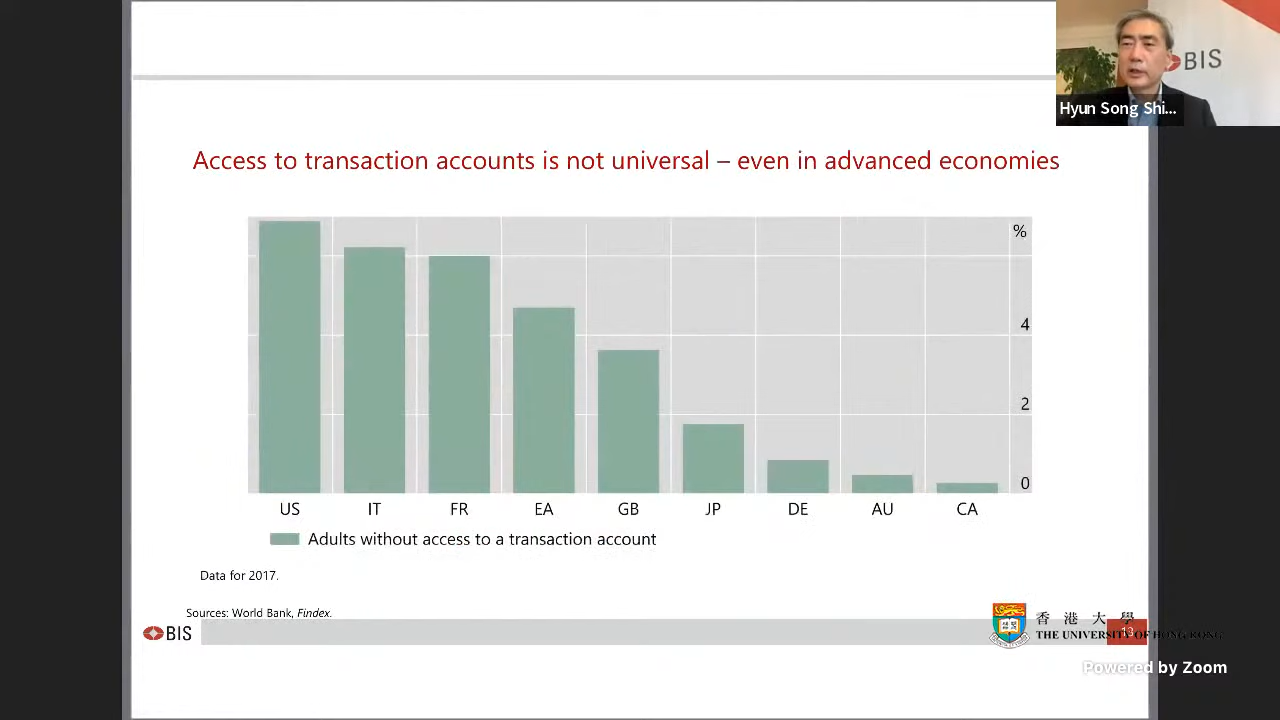 BIS
Hyun Song Shi...
Access to transaction accounts is not universal – even in advanced economies
%
4
2
0
US IT FR EA GB JP DE AU CA
Adults without access to a transaction account
Data for 2017.
Sources: World Bank, Findex.
BIS
香港大學
THE UNIVERSITY OF HONG KONG
Powered by Zoom